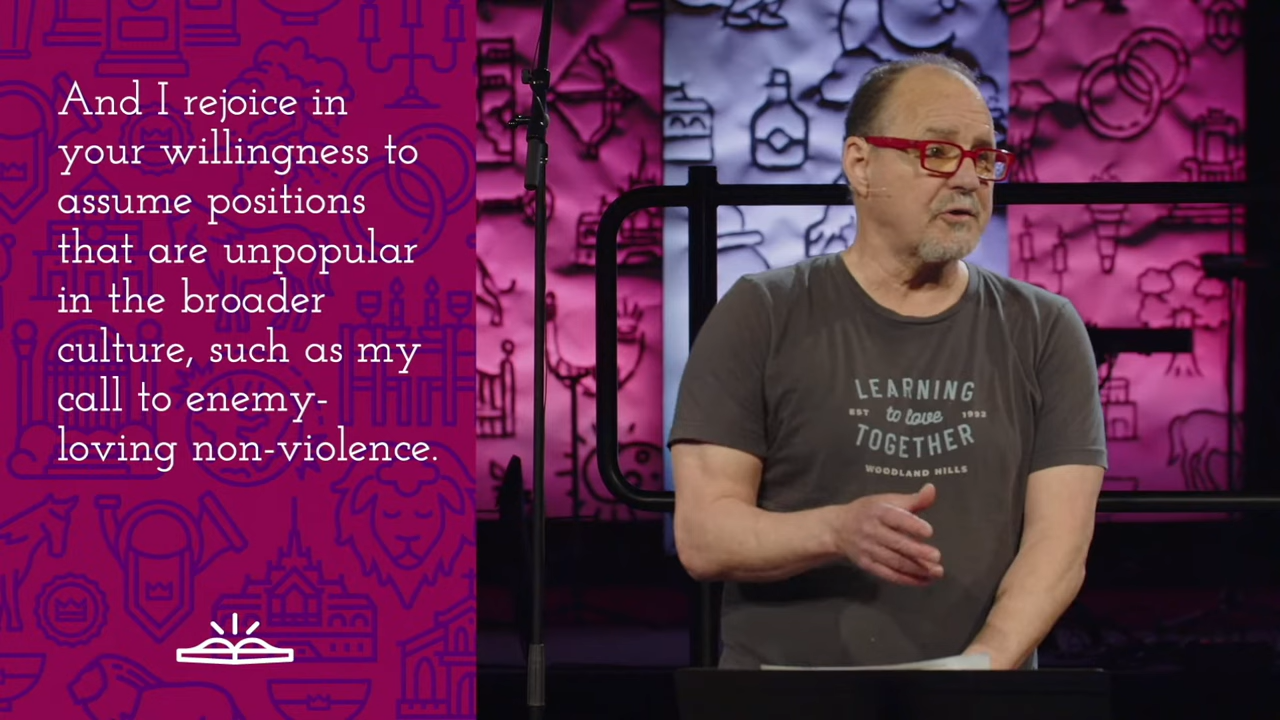 And I rejoice in
your willingness to
assume positions
that are unpopular
in the broader
culture, such as my
call to enemy-
loving non-violence.
LEARNING
EST to love 1992
TOGETHER
WOODLAND HILLS